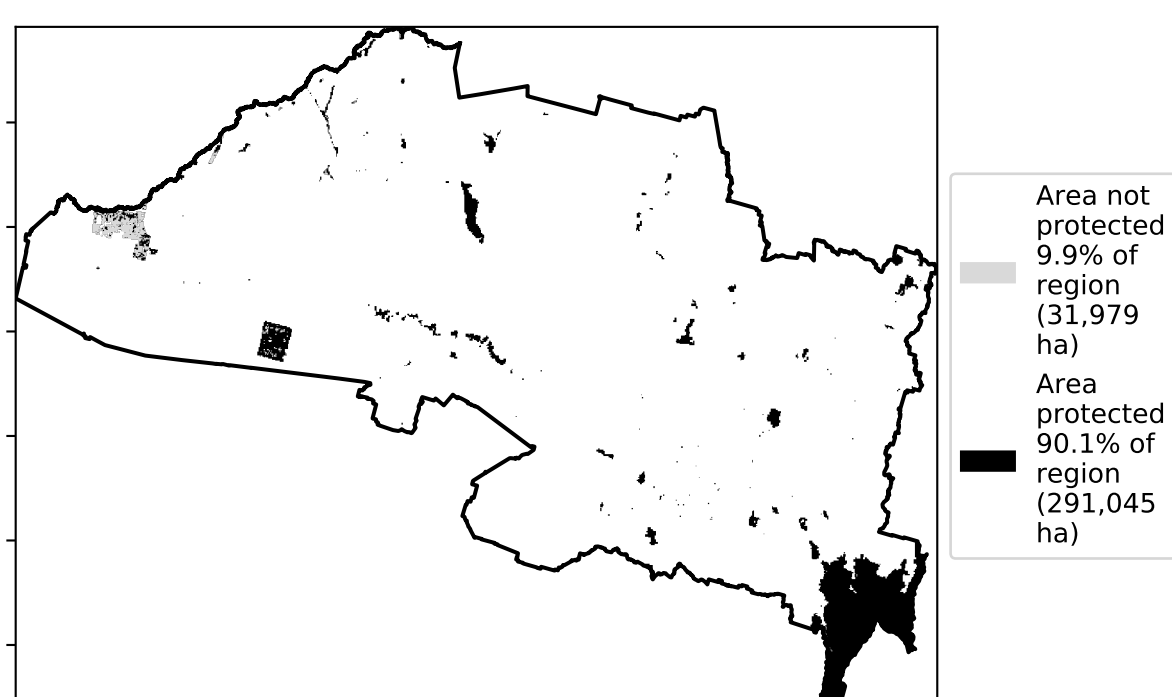 Area not
protected
9.9% of
region
(31,979
ha)
Area
protected
90.1% of
region
(291,045
ha)